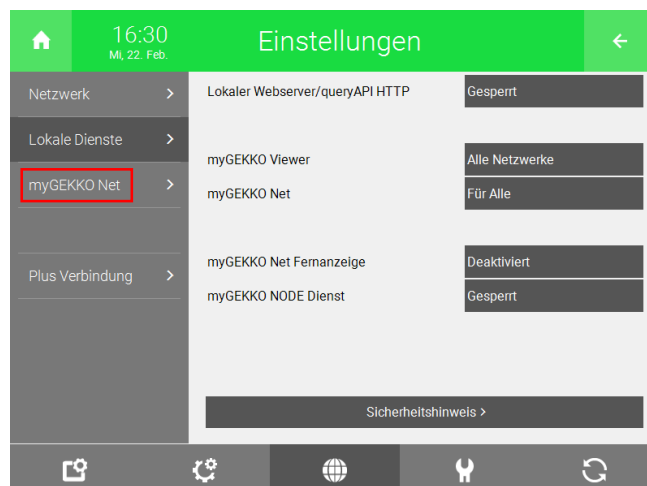 16:30
Mi, 22. Feb.
Einstellungen
Netzwerk
Lokale Dienste
myGEKKO Net
Plus Verbindung
Lokaler Webserver/queryAPI HTTP Gesperrt
myGEKKO Viewer Alle Netzwerke
myGEKKO Net Für Alle
myGEKKO Net Fernanzeige Deaktiviert
myGEKKO NODE Dienst Gesperrt
Sicherheitshinweis >